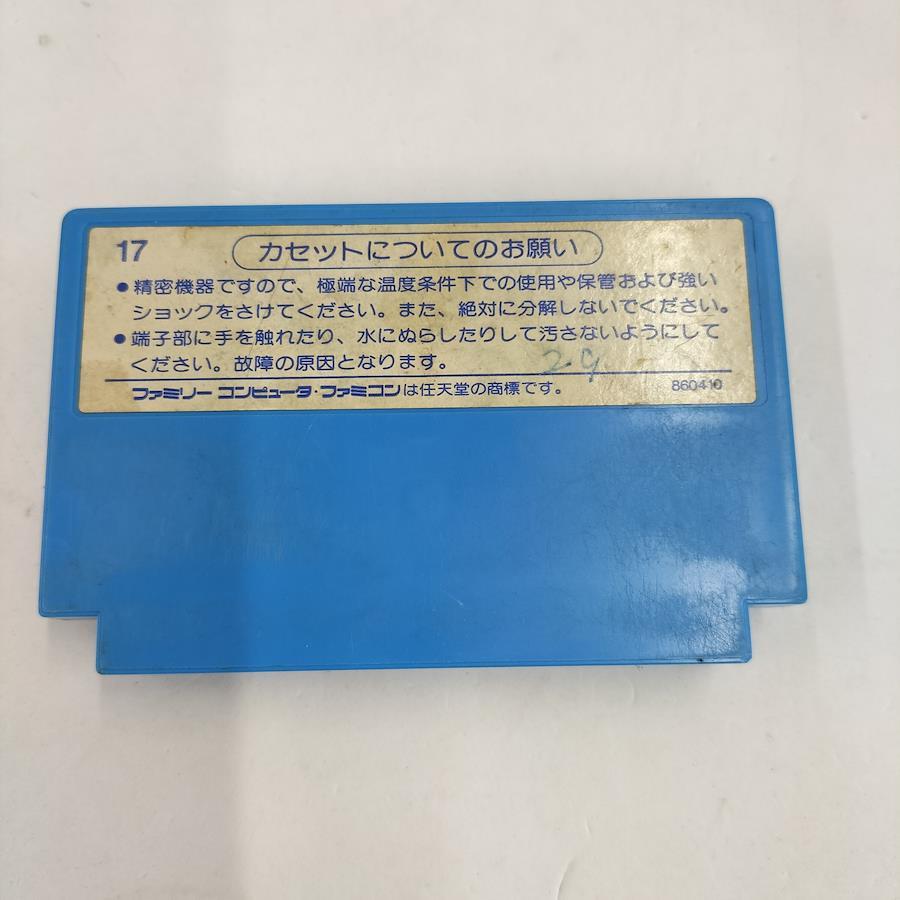 17
カセットについてのお願い
●精密機器ですので、極端な温度条件下での使用や保管および強い
ショックをさけてください。また、絶対に分解しないでください。
●端子部に手を触れたり、水にぬらしたりして汚さないようにして
ください。故障の原因となります。
29
ファミリー コンピュータ・ファミコンは任天堂の商標です。
860410